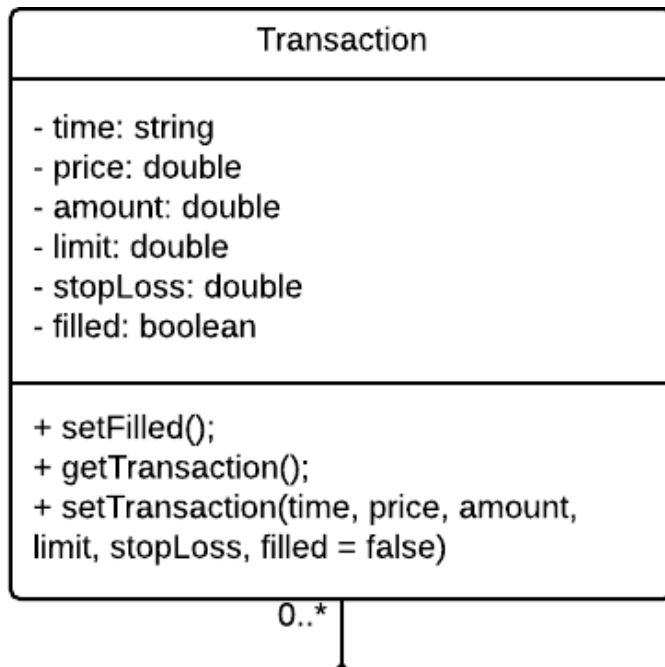 Transaction
- time: string
- price: double
- amount: double
- limit: double
- stopLoss: double
- filled: boolean
+ setFilled();
+ getTransaction();
+ setTransaction(time, price, amount,
limit, stopLoss, filled = false)
0..*